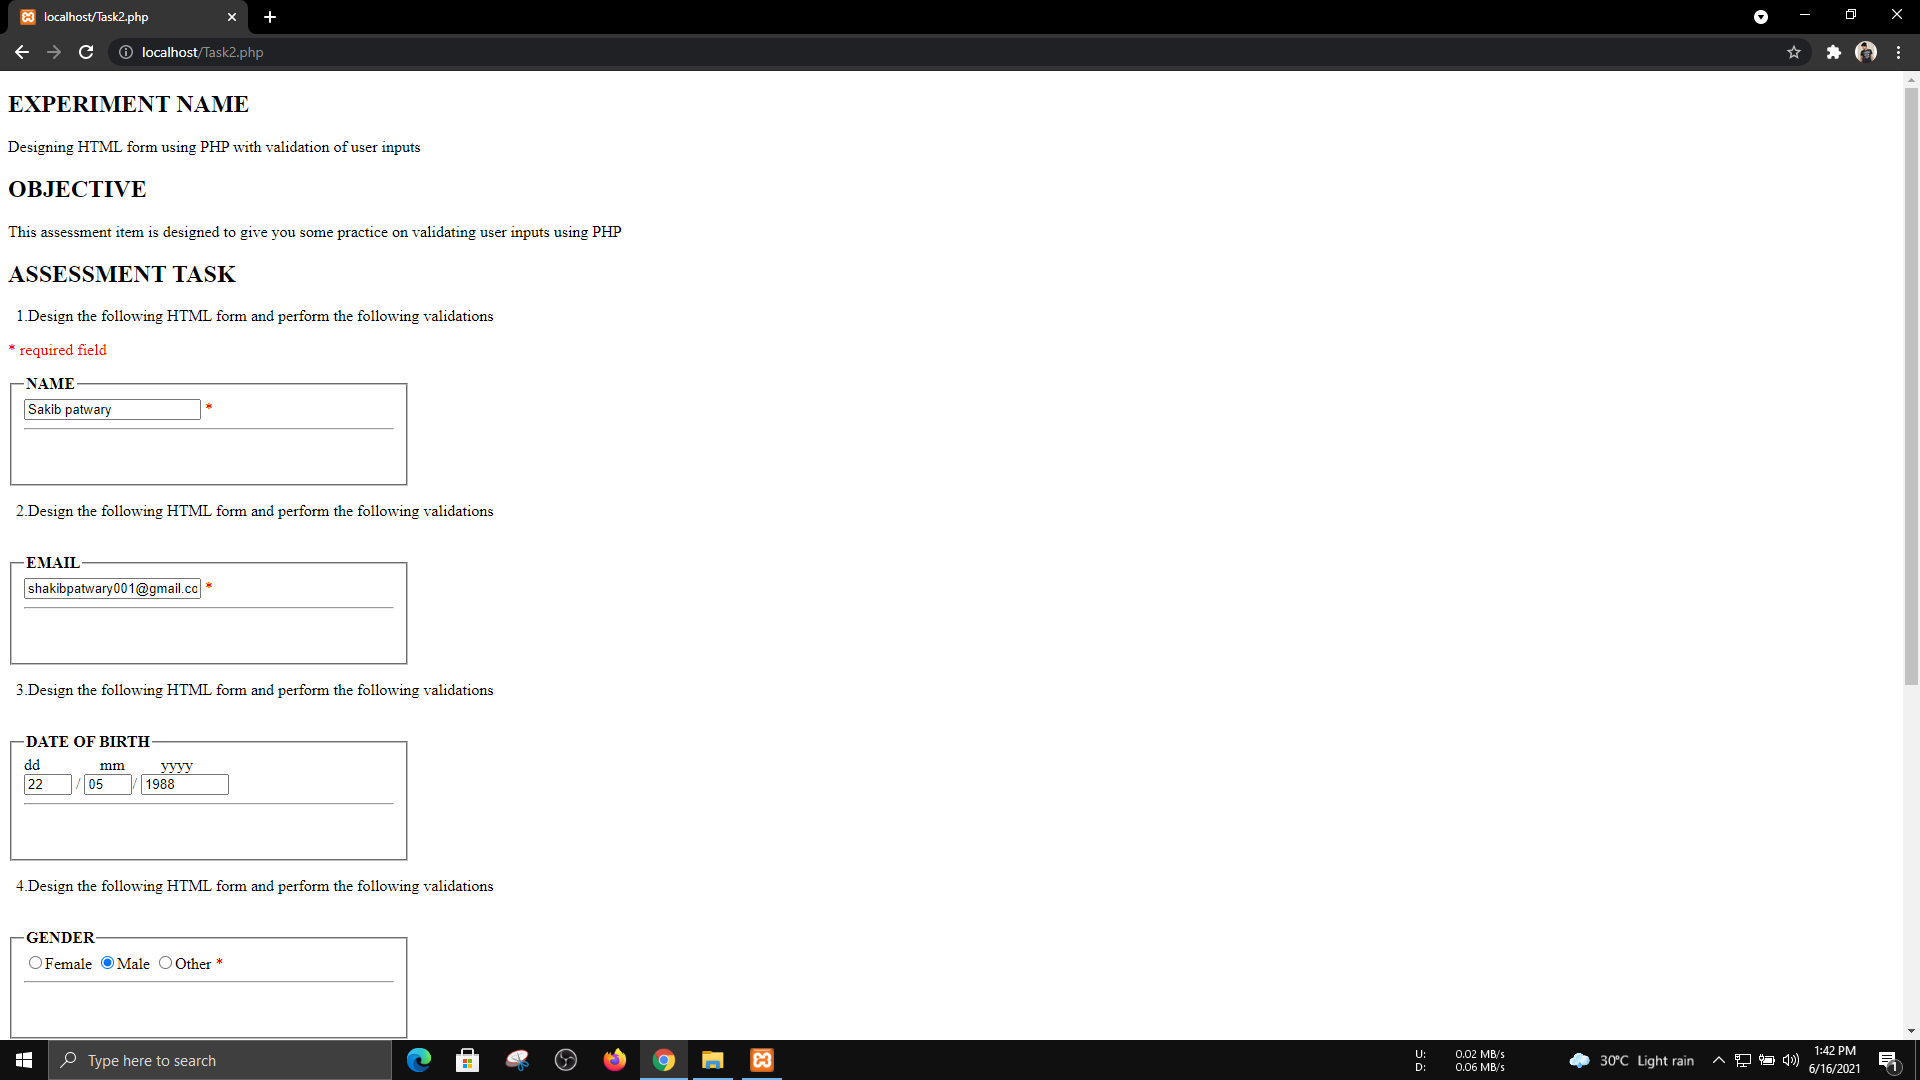 localhost/Task2.php
localhost/Task2.php
EXPERIMENT NAME
Designing HTML form using PHP with validation of user inputs
OBJECTIVE
This assessment item is designed to give you some practice on validating user inputs using PHP
ASSESSMENT TASK
1.Design the following HTML form and perform the following validations
* required field
NAME
Sakib patwary *
2.Design the following HTML form and perform the following validations
EMAIL
shakibpatwary001@gmail.co *
3.Design the following HTML form and perform the following validations
DATE OF BIRTH
dd mm yyyy
22 / 05 / 1988
4.Design the following HTML form and perform the following validations
GENDER
Female Male Other *
Type here to search
U: 0.02 MB/s
D: 0.06 MB/s
30°C Light rain
1:42 PM
6/16/2021
1